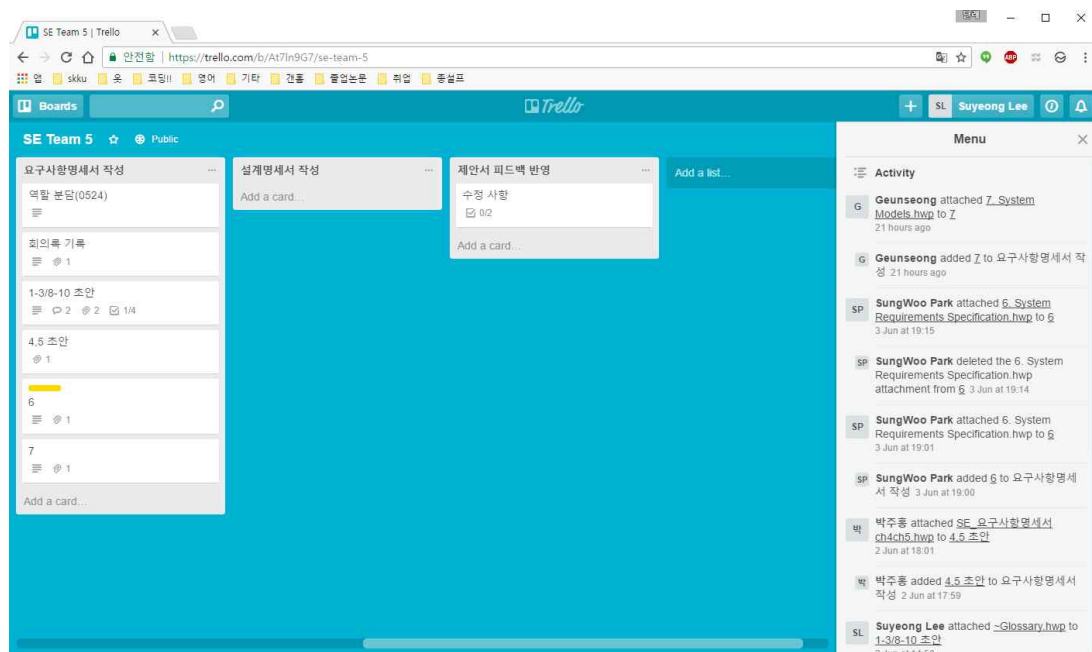 SE Team 5 | Trello
안전함 | https://trello.com/b/At7ln9G7/se-team-5
앱 skku 옷 코딩!! 영어 기타 갠홈 졸업논문 취업 종설프
Boards Trello SL Suyeong Lee
SE Team 5 Public
요구사항명세서 작성
역할 분담(0524)
회의록 기록
1
1-3/8-10 초안
2 2 1/4
4,5 초안
1
6
1
7
1
Add a card...
설계명세서 작성
Add a card...
제안서 피드백 반영
수정 사항
0/2
Add a card...
Add a list...
Menu
Activity
G Geunseong attached 7. System
Models.hwp to 7
21 hours ago
G Geunseong added 7 to 요구사항명세서 작
성 21 hours ago
SP SungWoo Park attached 6. System
Requirements Specification.hwp to 6
3 Jun at 19:15
SP SungWoo Park deleted the 6. System
Requirements Specification.hwp
attachment from 6 3 Jun at 19:14
SP SungWoo Park attached 6. System
Requirements Specification.hwp to 6
3 Jun at 19:01
SP SungWoo Park added 6 to 요구사항명세
서 작성 3 Jun at 19:00
박 박주홍 attached SE_요구사항명세서
ch4ch5.hwp to 4,5 초안
2 Jun at 18:01
박 박주홍 added 4,5 초안 to 요구사항명세서
작성 2 Jun at 17:59
SL Suyeong Lee attached ~Glossary.hwp to
1-3/8-10 초안